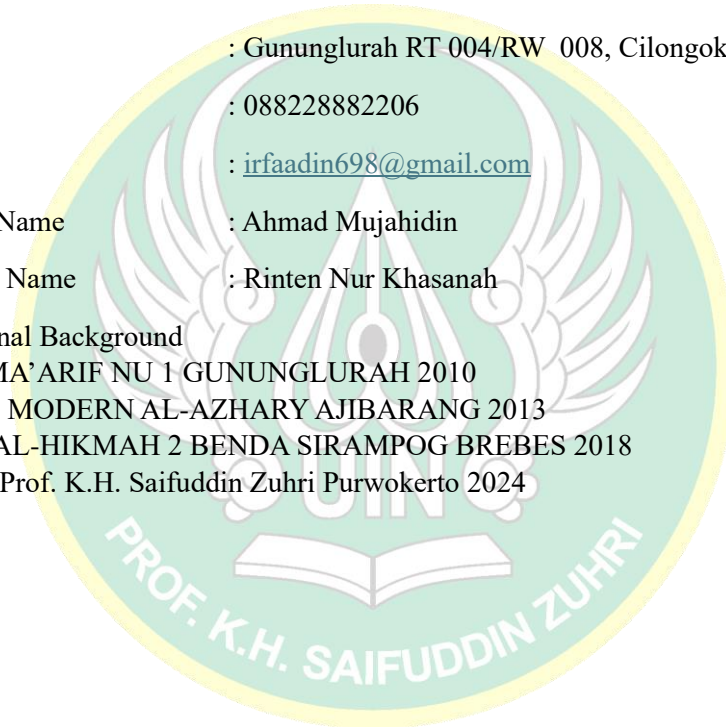 : Gununglurah RT 004/RW 008, Cilongok
: 088228882206
: irfaadin698@gmail.com
Name : Ahmad Mujahidin
Name : Rinten Nur Khasanah
nal Background
MA’ARIF NU 1 GUNUNGLURAH 2010
MODERN AL-AZHARY AJIBARANG 2013
AL-HIKMAH 2 BENDA SIRAMPOG BREBES 2018
Prof. K.H. Saifuddin Zuhri Purwokerto 2024
UIN
PROF. K.H. SAIFUDDIN ZUHRI